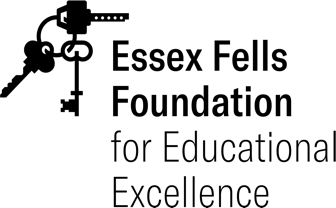 Essex Fells
Foundation
for Educational
Excellence